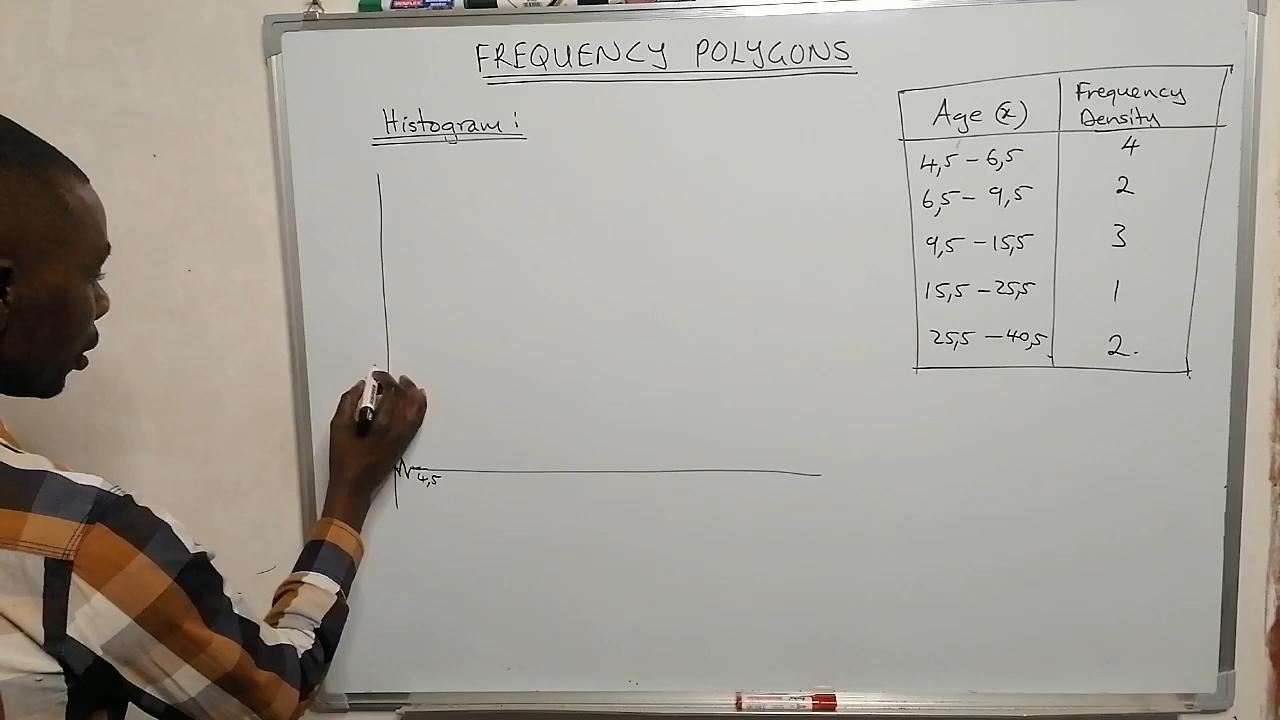 FREQUENCY POLYGONS
Histogram:
4,5
Age (x) Frequency Density
4,5 – 6,5 4
6,5 – 9,5 2
9,5 – 15,5 3
15,5 – 25,5 1
25,5 – 40,5 2